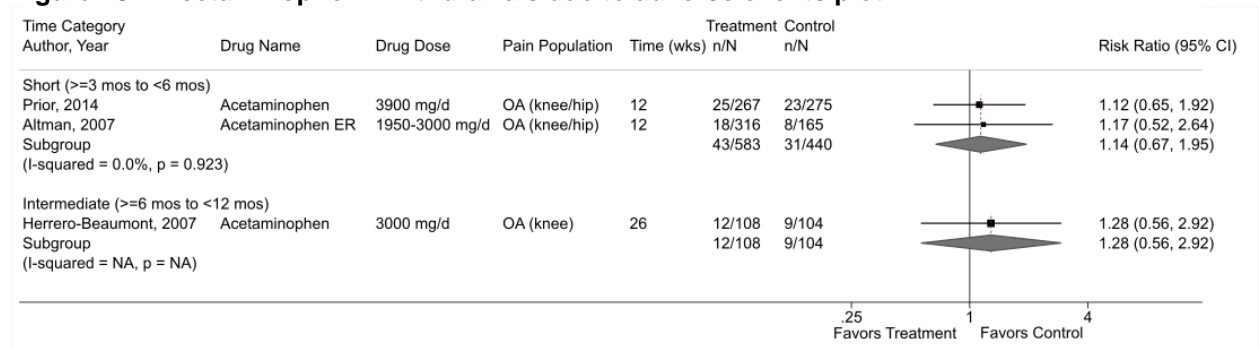 Time Category Treatment Control
Author, Year Drug Name Drug Dose Pain Population Time (wks) n/N n/N Risk Ratio (95% CI)
Short (>=3 mos to <6 mos)
Prior, 2014 Acetaminophen 3900 mg/d OA (knee/hip) 12 25/267 23/275 1.12 (0.65, 1.92)
Altman, 2007 Acetaminophen ER 1950-3000 mg/d OA (knee/hip) 12 18/316 8/165 1.17 (0.52, 2.64)
Subgroup 43/583 31/440 1.14 (0.67, 1.95)
(I-squared = 0.0%, p = 0.923)
Intermediate (>=6 mos to <12 mos)
Herrero-Beaumont, 2007 Acetaminophen 3000 mg/d OA (knee) 26 12/108 9/104 1.28 (0.56, 2.92)
Subgroup 12/108 9/104 1.28 (0.56, 2.92)
(I-squared = NA, p = NA)
.25 1 4
Favors Treatment Favors Control